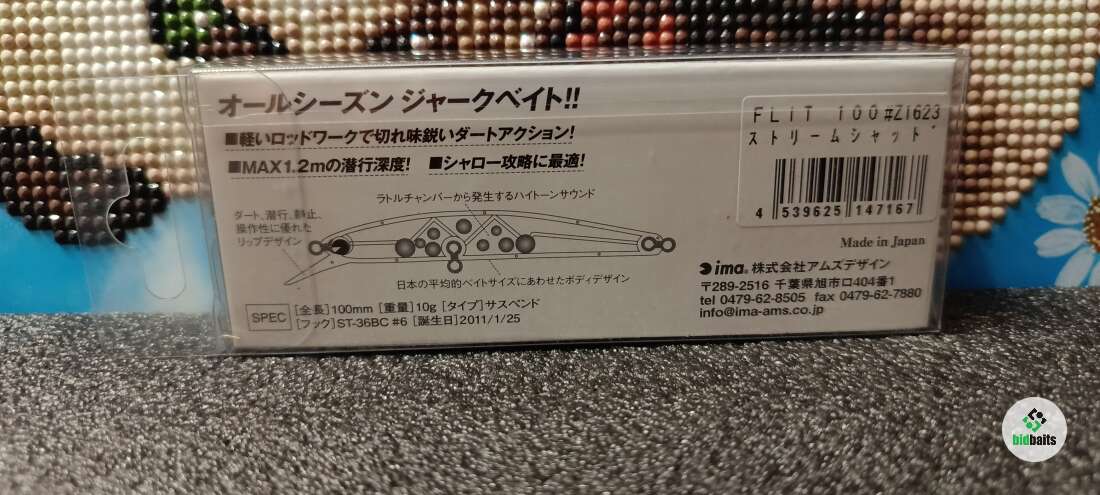 オールシーズン ジャークベイト!!
■軽いロッドワークで切れ味鋭いダートアクション!
■MAX1.2mの潜行深度! ■シャロー攻略に最適!
ラトルチャンバーから発生するハイトーンサウンド
ダート、潜行、静止、
操作性に優れた
リップデザイン
日本の平均的ベイトサイズにあわせたボディデザイン
SPEC
[全長]100mm [重量]10g [タイプ]サスペンド
[フック]ST-36BC #6 [誕生日]2011/1/25
FLIT 100#Z1623
ストリームシャッド
4 539625 147167
Made in Japan
ima 株式会社アムズデザイン
〒289-2516 千葉県旭市ロ404番1
tel 0479-62-8505 fax 0479-62-7880
info@ima-ams.co.jp
bidbaits